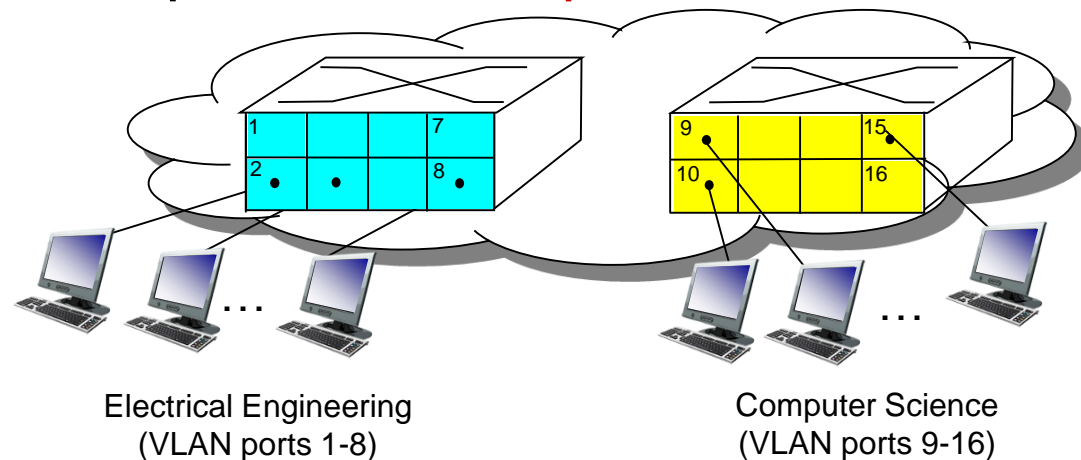 1 7
2 8
9 15
10 16
... ...
Electrical Engineering
(VLAN ports 1-8)
Computer Science
(VLAN ports 9-16)